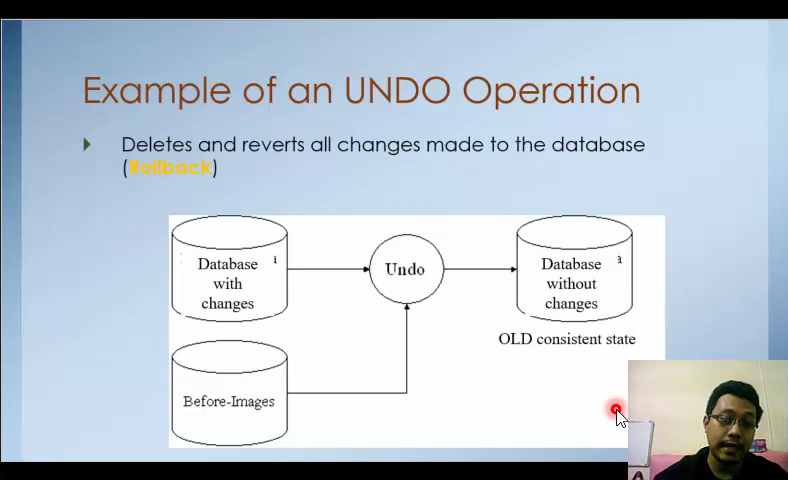 Example of an UNDO Operation
Deletes and reverts all changes made to the database
(Rollback)
Database
with
changes
Undo
Database
without
changes
OLD consistent state
Before-Images